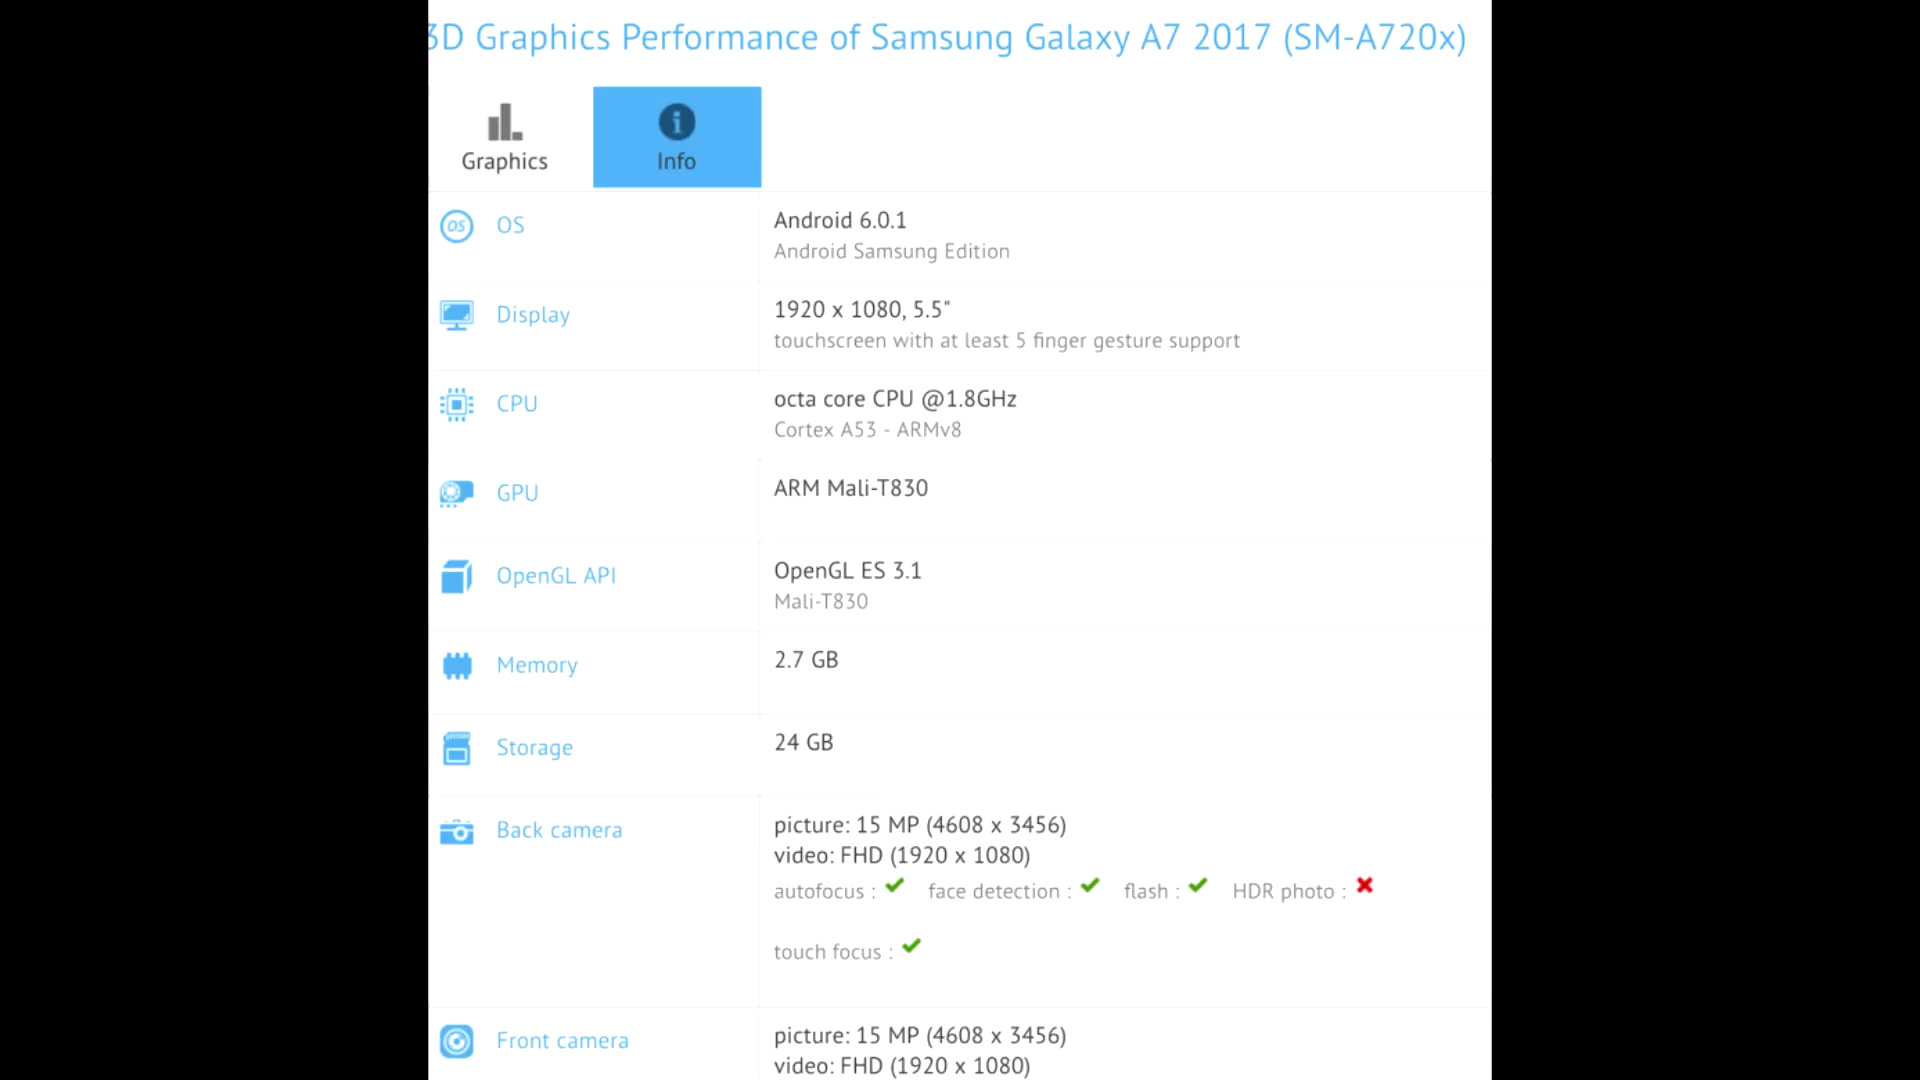 3D Graphics Performance of Samsung Galaxy A7 2017 (SM-A720x)
Graphics
Info
OS
Android 6.0.1
Android Samsung Edition
Display
1920 x 1080, 5.5"
touchscreen with at least 5 finger gesture support
CPU
octa core CPU @1.8GHz
Cortex A53 - ARMv8
GPU
ARM Mali-T830
OpenGL API
OpenGL ES 3.1
Mali-T830
Memory
2.7 GB
Storage
24 GB
Back camera
picture: 15 MP (4608 x 3456)
video: FHD (1920 x 1080)
autofocus : ✔ face detection : ✔ flash : ✔ HDR photo : ✖
touch focus : ✔
Front camera
picture: 15 MP (4608 x 3456)
video: FHD (1920 x 1080)